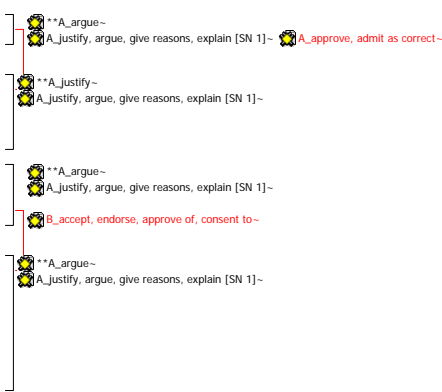 **A_argue~
A_justify, argue, give reasons, explain [SN 1]~ A_approve, admit as correct~
**A_justify~
A_justify, argue, give reasons, explain [SN 1]~
**A_argue~
A_justify, argue, give reasons, explain [SN 1]~
B_accept, endorse, approve of, consent to~
**A_argue~
A_justify, argue, give reasons, explain [SN 1]~